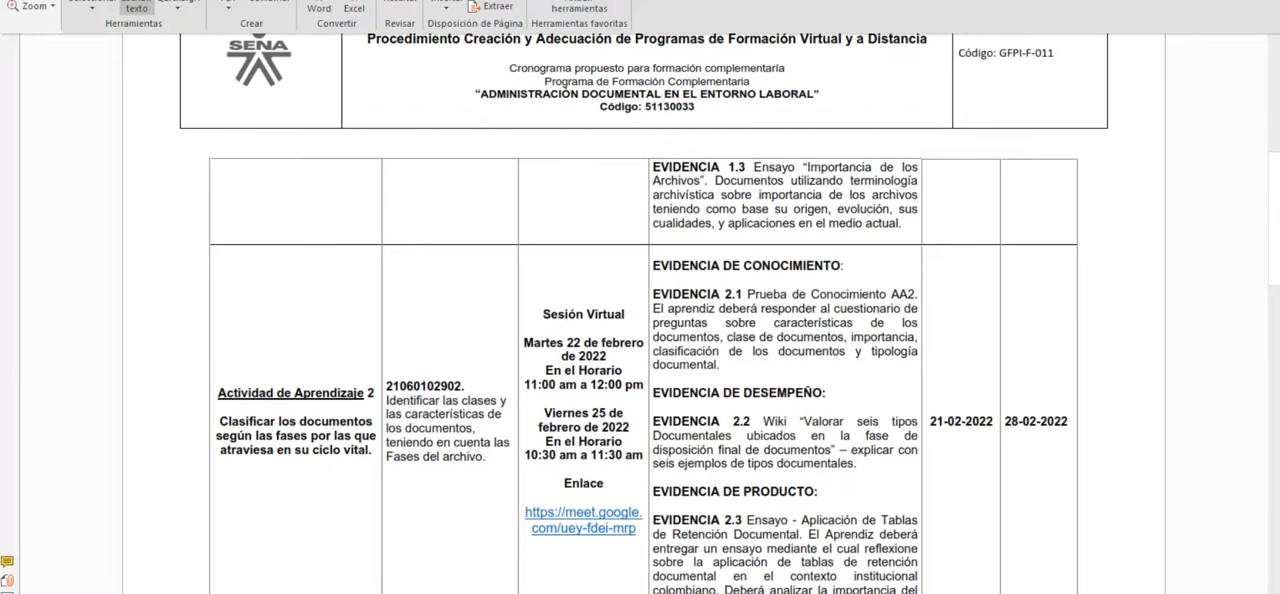 Zoom
texto
Word
Excel
Extraer
herramientas
Herramientas
Crear
Convertir
Revisar
Disposición de Página
Herramientas favoritas
SENA
Procedimiento Creación y Adecuación de Programas de Formación Virtual y a Distancia
Cronograma propuesto para formación complementaría
Programa de Formación Complementaria
“ADMINISTRACIÓN DOCUMENTAL EN EL ENTORNO LABORAL”
Código: 51130033
Código: GFPI-F-011
EVIDENCIA 1.3 Ensayo “Importancia de los
Archivos”. Documentos utilizando terminología
archivística sobre importancia de los archivos
teniendo como base su origen, evolución, sus
cualidades, y aplicaciones en el medio actual.
Actividad de Aprendizaje 2
Clasificar los documentos
según las fases por las que
atraviesa en su ciclo vital.
21060102902.
Identificar las clases y
las características de
los documentos,
teniendo en cuenta las
Fases del archivo.
Sesión Virtual
Martes 22 de febrero
de 2022
En el Horario
11:00 am a 12:00 pm
Viernes 25 de
febrero de 2022
En el Horario
10:30 am a 11:30 am
Enlace
https://meet.google.
com/uey-fdei-mrp
EVIDENCIA DE CONOCIMIENTO:
EVIDENCIA 2.1 Prueba de Conocimiento AA2.
El aprendiz deberá responder al cuestionario de
preguntas sobre características de los
documentos, clase de documentos, importancia,
clasificación de los documentos y tipología
documental.
EVIDENCIA DE DESEMPEÑO:
EVIDENCIA 2.2 Wiki “Valorar seis tipos
Documentales ubicados en la fase de
disposición final de documentos” – explicar con
seis ejemplos de tipos documentales.
EVIDENCIA DE PRODUCTO:
EVIDENCIA 2.3 Ensayo - Aplicación de Tablas
de Retención Documental. El Aprendiz deberá
entregar un ensayo mediante el cual reflexione
sobre la aplicación de tablas de retención
documental en el contexto institucional
colombiano. Deberá analizar la importancia del
21-02-2022
28-02-2022